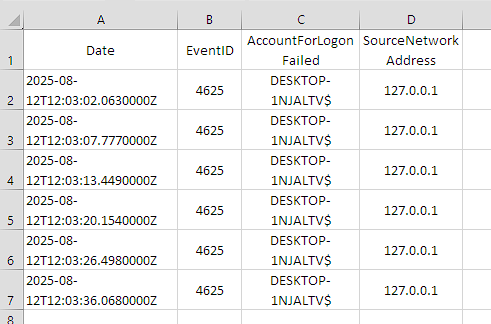 A B C D
1 Date EventID AccountForLogon Failed SourceNetwork Address
2 2025-08-12T12:03:02.0630000Z 4625 DESKTOP-1NJALTV$ 127.0.0.1
3 2025-08-12T12:03:07.7770000Z 4625 DESKTOP-1NJALTV$ 127.0.0.1
4 2025-08-12T12:03:13.4490000Z 4625 DESKTOP-1NJALTV$ 127.0.0.1
5 2025-08-12T12:03:20.1540000Z 4625 DESKTOP-1NJALTV$ 127.0.0.1
6 2025-08-12T12:03:26.4980000Z 4625 DESKTOP-1NJALTV$ 127.0.0.1
7 2025-08-12T12:03:36.0680000Z 4625 DESKTOP-1NJALTV$ 127.0.0.1
8